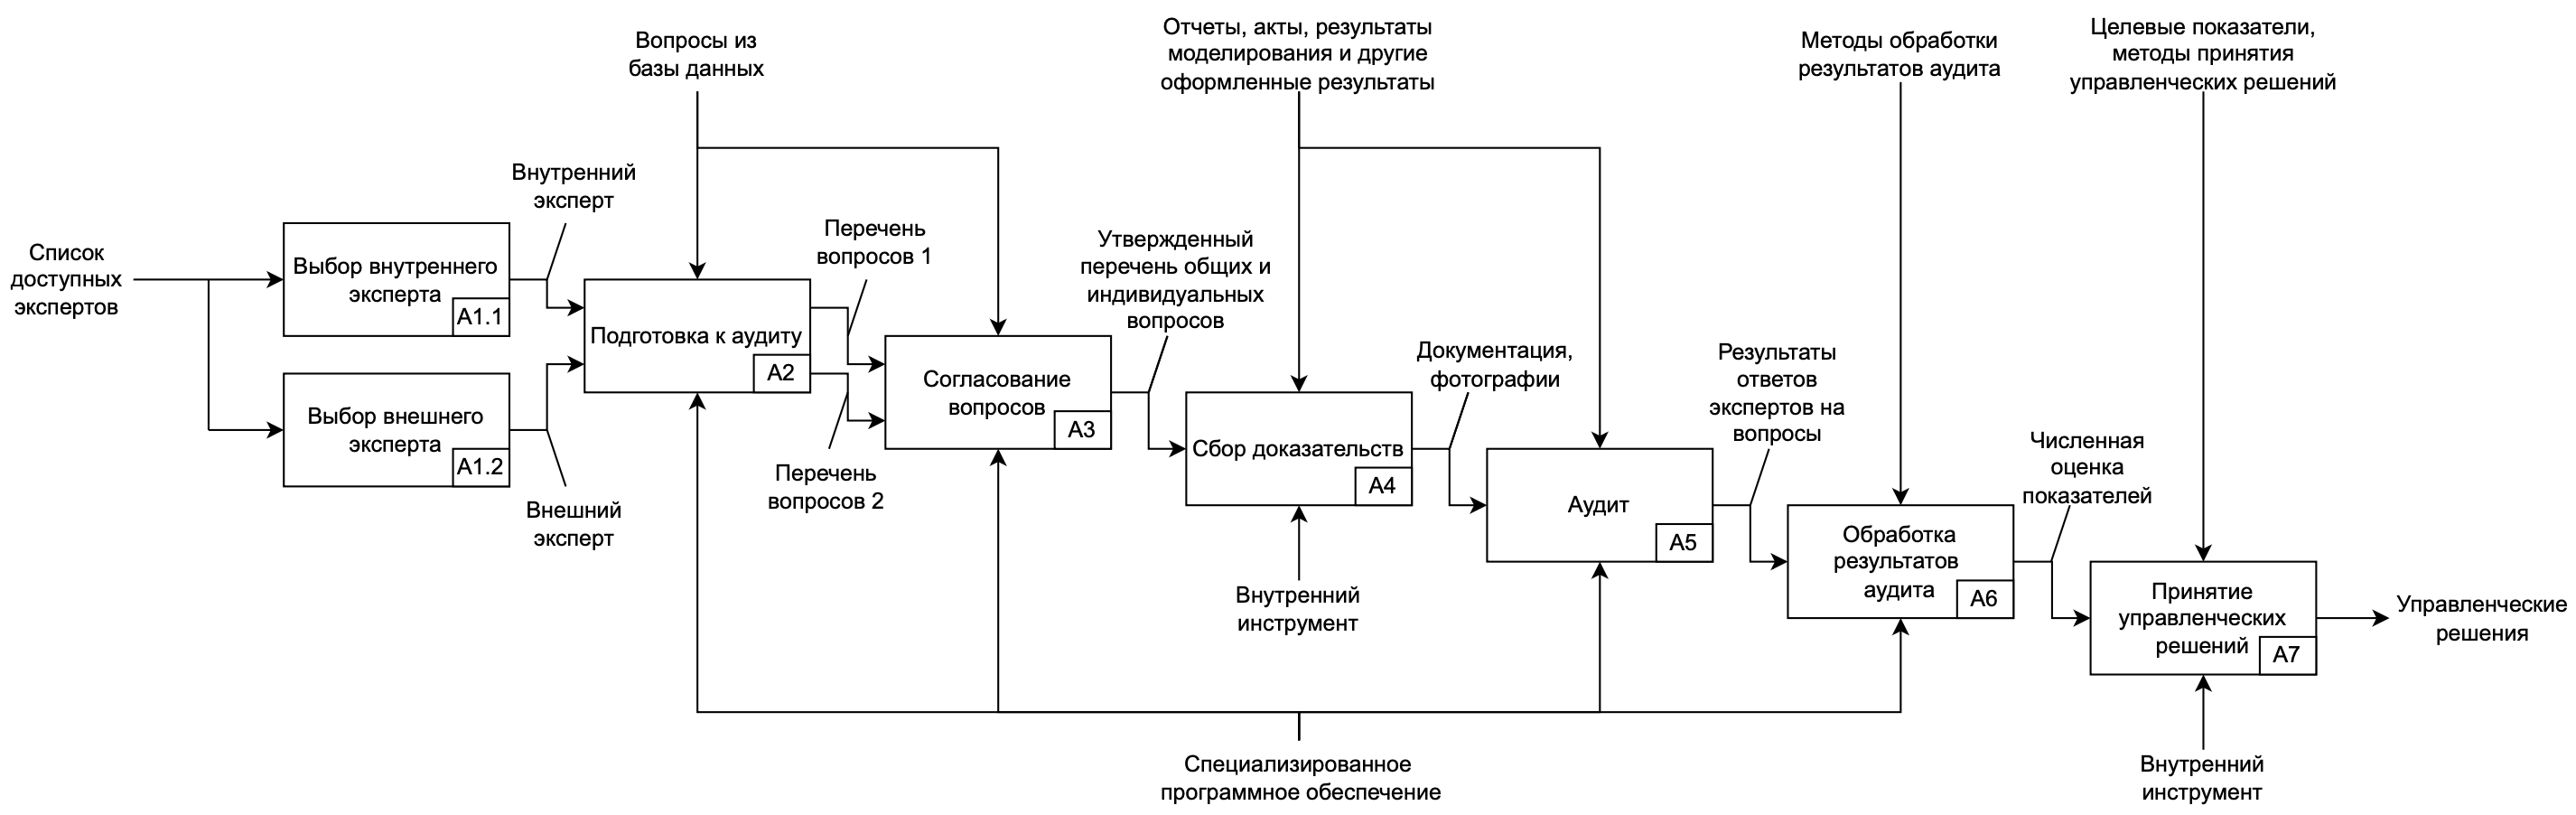 Список
доступных
экспертов
Выбор внутреннего
эксперта
A1.1
Выбор внешнего
эксперта
A1.2
Внутренний
эксперт
Внешний
эксперт
Вопросы из
базы данных
Подготовка к аудиту
A2
Перечень
вопросов 1
Перечень
вопросов 2
Согласование
вопросов
A3
Утвержденный
перечень общих и
индивидуальных
вопросов
Отчеты, акты, результаты
моделирования и другие
оформленные результаты
Сбор доказательств
A4
Внутренний
инструмент
Документация,
фотографии
Аудит
A5
Результаты
ответов
экспертов на
вопросы
Методы обработки
результатов аудита
Обработка
результатов
аудита
A6
Численная
оценка
показателей
Целевые показатели,
методы принятия
управленческих решений
Принятие
управленческих
решений
A7
Управленческие
решения
Специализированное
программное обеспечение
Внутренний
инструмент